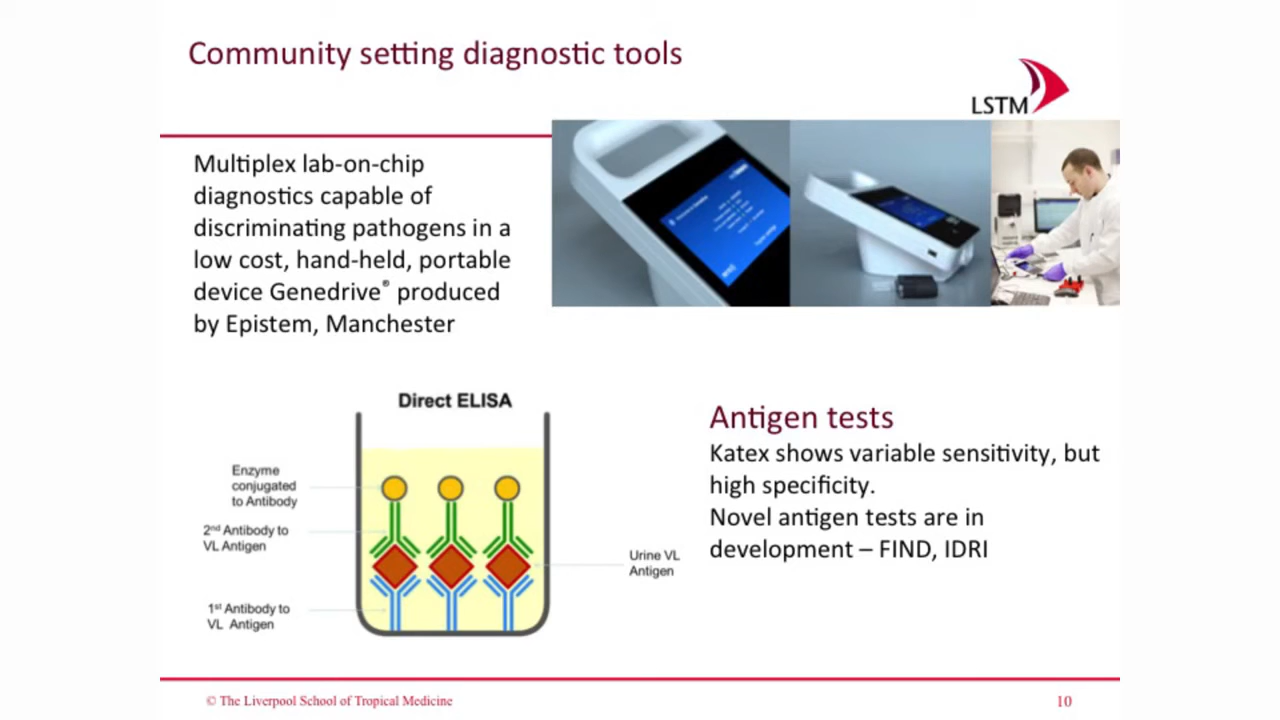 Community setting diagnostic tools
LSTM
Multiplex lab-on-chip
diagnostics capable of
discriminating pathogens in a
low cost, hand-held, portable
device Genedrive® produced
by Epistem, Manchester
Direct ELISA
Enzyme
conjugated
to Antibody
2nd Antibody to
VL Antigen
1st Antibody to
VL Antigen
Urine VL
Antigen
Antigen tests
Katex shows variable sensitivity, but
high specificity.
Novel antigen tests are in
development – FIND, IDRI
© The Liverpool School of Tropical Medicine
10